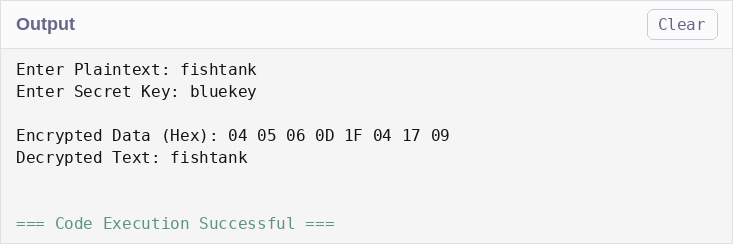 Output
Clear
Enter Plaintext: fishtank
Enter Secret Key: bluekey
Encrypted Data (Hex): 04 05 06 0D 1F 04 17 09
Decrypted Text: fishtank
=== Code Execution Successful ===